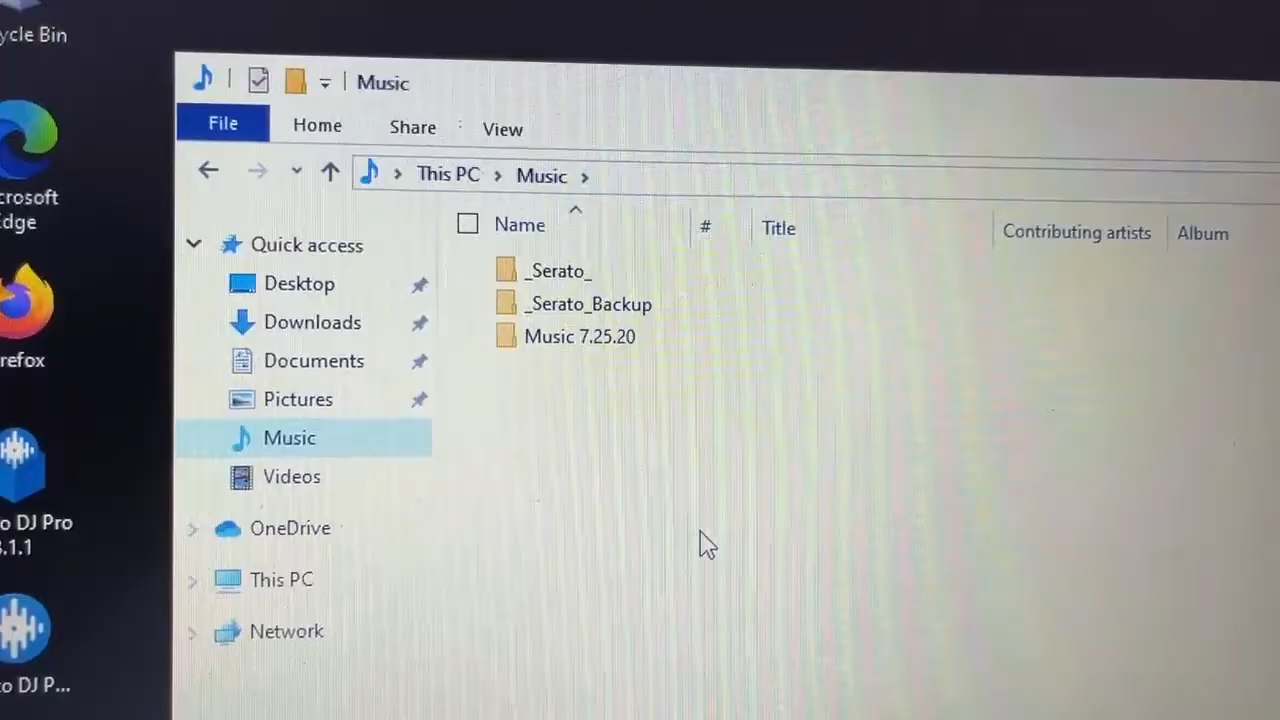 ycle Bin
Music
File Home Share View
This PC Music
Name # Title Contributing artists Album
crosoft
Edge
Quick access
Desktop
Downloads
Documents
Pictures
Music
Videos
OneDrive
This PC
Network
_Serato_
_Serato_Backup
Music 7.25.20
refox
o DJ Pro
.1.1
o DJ P...